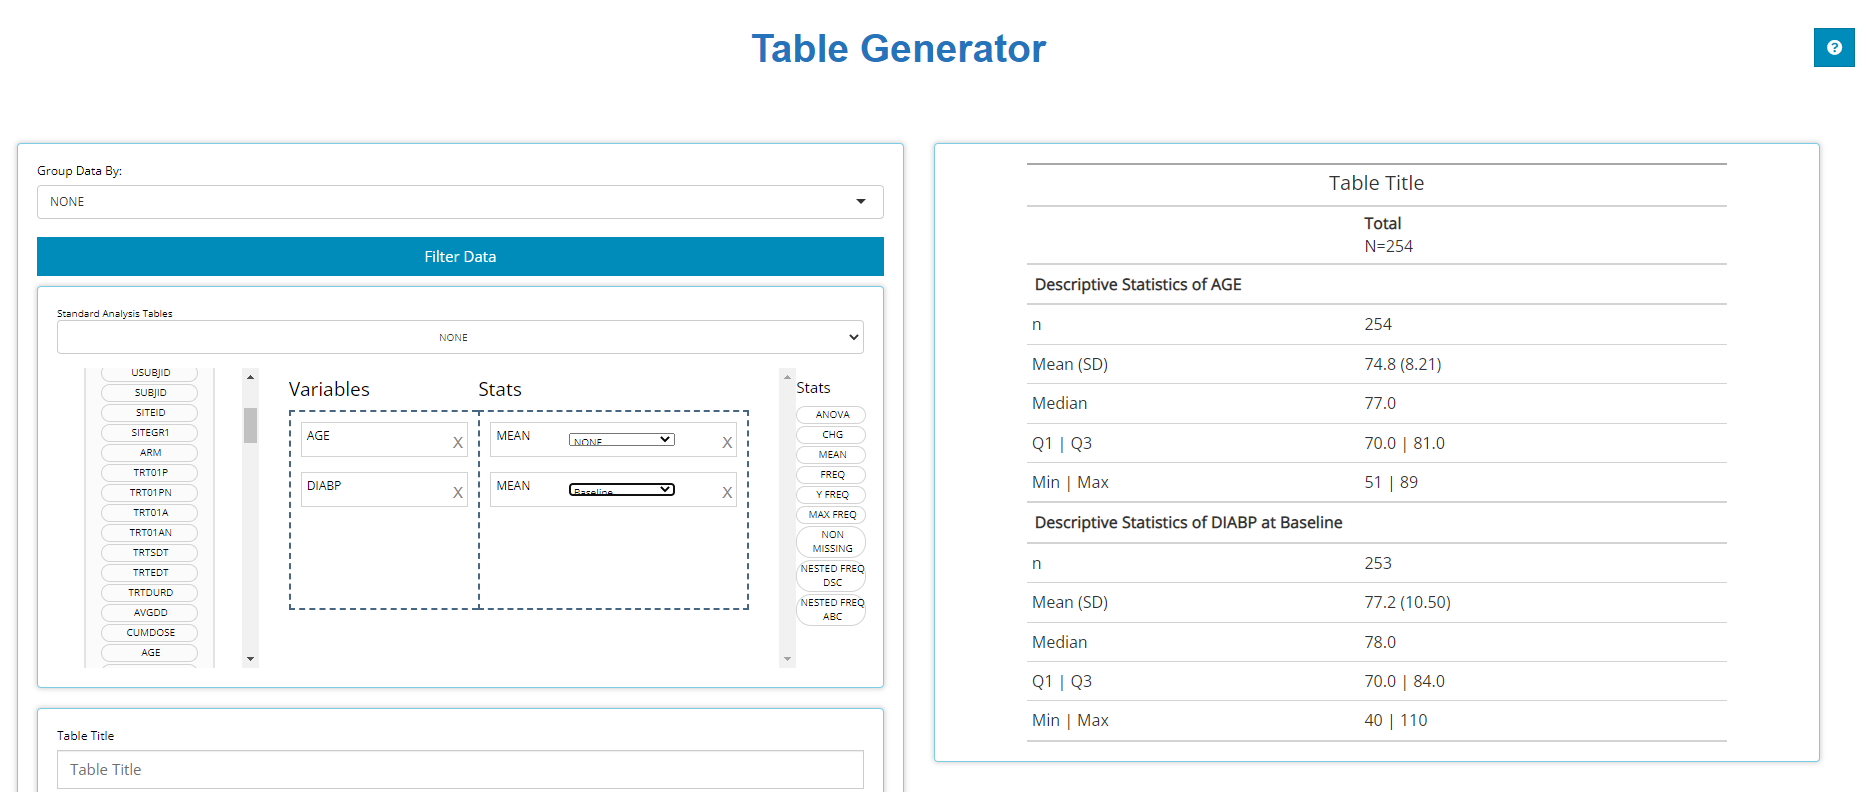 Table Generator
Group Data By:
NONE
Filter Data
Standard Analysis Tables
NONE
USUBJID
SUBJID
SITEID
SITEGR1
ARM
TRT01P
TRT01PN
TRT01A
TRT01AN
TRTSDT
TRTEDT
TRTDURD
AVGDD
CUMDOSE
AGE
Variables
Stats
AGE
X
MEAN
NONE
X
DIABP
X
MEAN
Baseline
X
Stats
ANOVA
CHG
MEAN
FREQ
Y FREQ
MAX FREQ
NON
MISSING
NESTED FREQ
DSC
NESTED FREQ
ABC
Table Title
Table Title
Table Title
Total
N=254
Descriptive Statistics of AGE
n 254
Mean (SD) 74.8 (8.21)
Median 77.0
Q1 | Q3 70.0 | 81.0
Min | Max 51 | 89
Descriptive Statistics of DIABP at Baseline
n 253
Mean (SD) 77.2 (10.50)
Median 78.0
Q1 | Q3 70.0 | 84.0
Min | Max 40 | 110